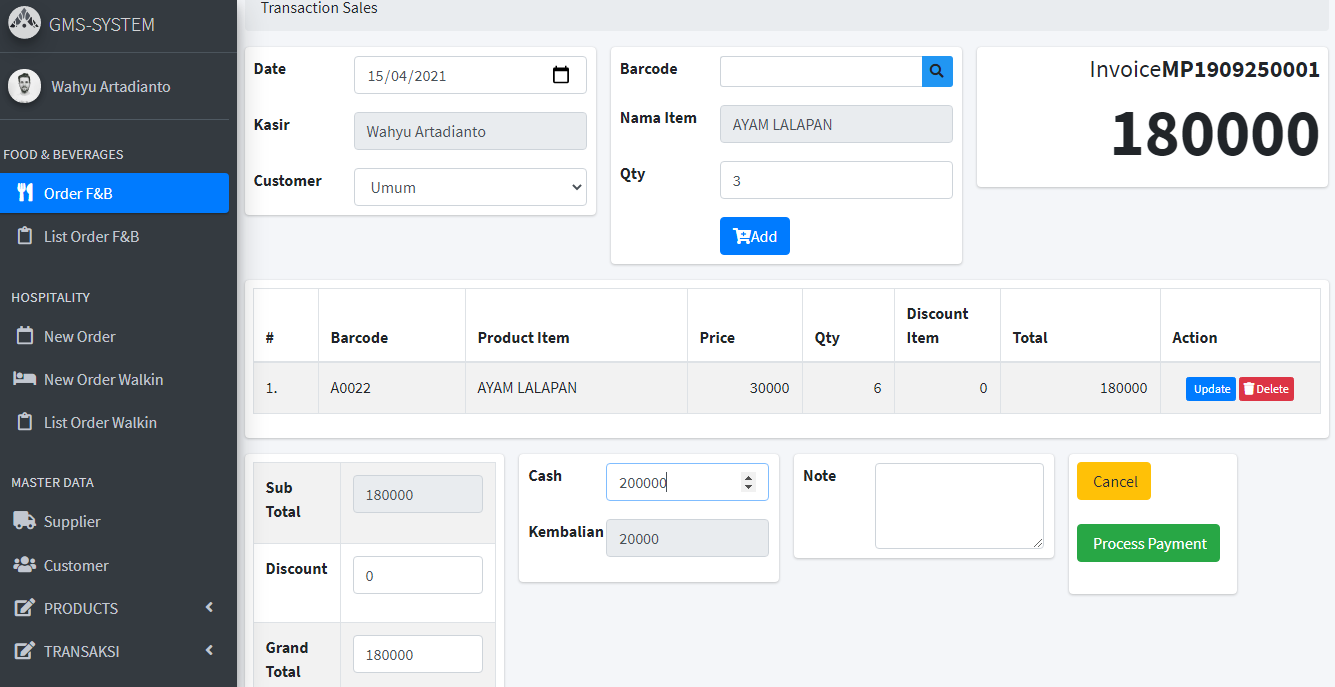 GMS-SYSTEM
Wahyu Artadianto
FOOD & BEVERAGES
Order F&B
List Order F&B
HOSPITALITY
New Order
New Order Walkin
List Order Walkin
MASTER DATA
Supplier
Customer
PRODUCTS
TRANSAKSI
Transaction Sales
Date 15/04/2021
Kasir Wahyu Artadianto
Customer Umum
Barcode
Nama Item AYAM LALAPAN
Qty 3
Add
InvoiceMP1909250001
180000
# Barcode Product Item Price Qty Discount Item Total Action
1. A0022 AYAM LALAPAN 30000 6 0 180000 Update Delete
Sub Total 180000
Discount 0
Grand Total 180000
Cash 200000
Kembalian 20000
Note
Cancel
Process Payment